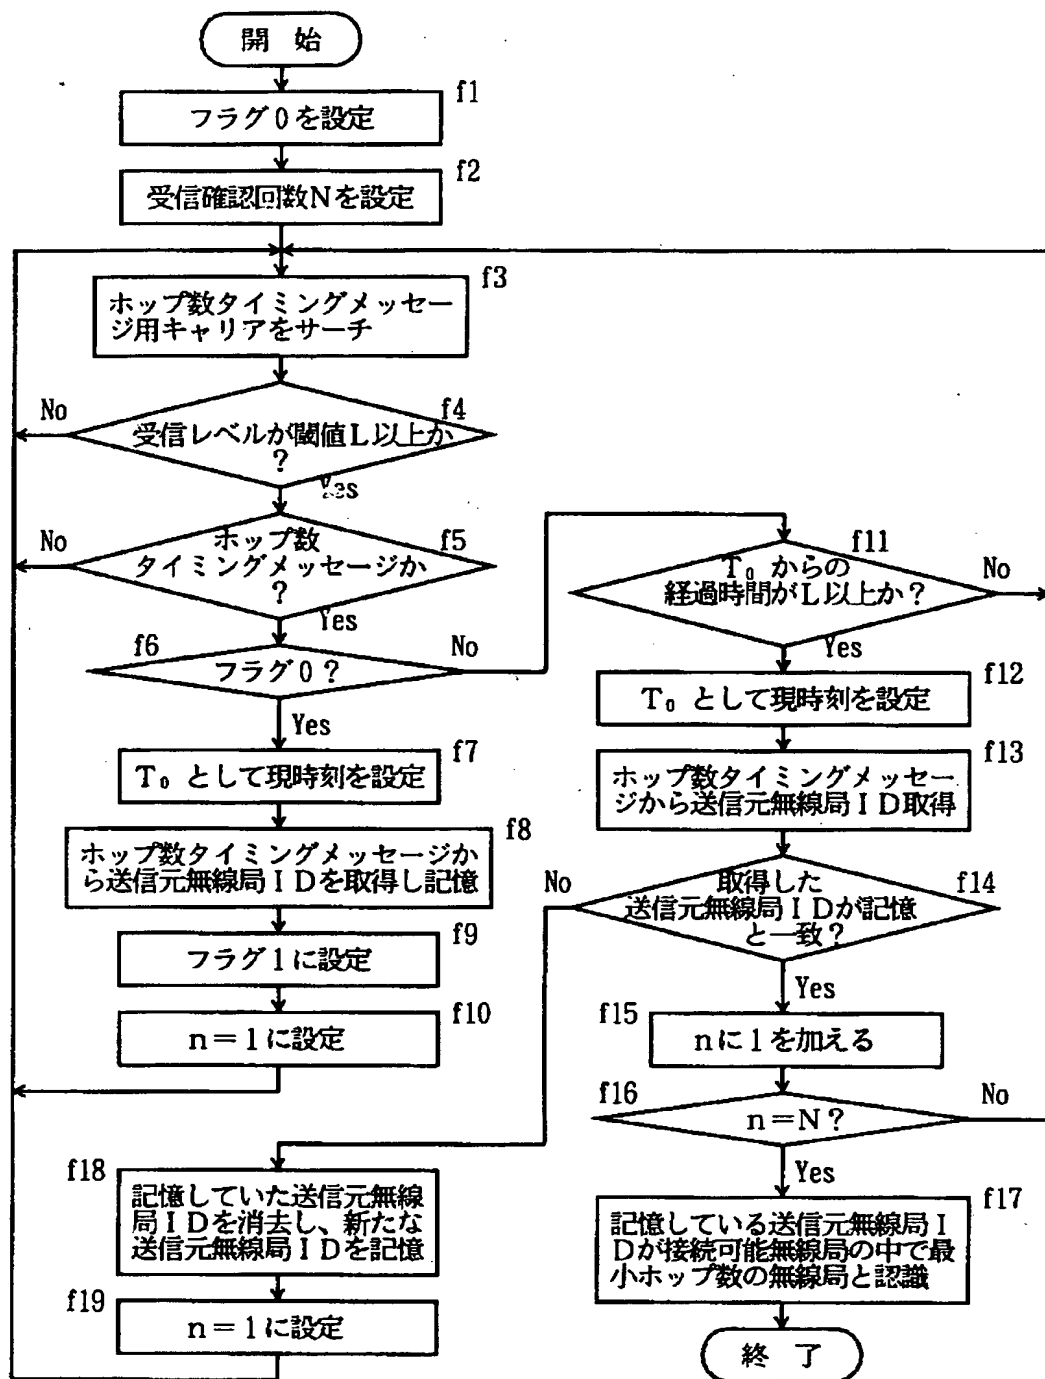 開 始
f1
フラグ0を設定
f2
受信確認回数Nを設定
f3
ホップ数タイミングメッセー
ジ用キャリアをサーチ
No
f4
受信レベルが閾値L以上か
?
Yes
No
f5
ホップ数
タイミングメッセージか
?
Yes
f6
フラグ0?
No
Yes
f7
T₀ として現時刻を設定
f8
ホップ数タイミングメッセージか
ら送信元無線局IDを取得し記憶
f9
フラグ1に設定
f10
n=1に設定
f11
T₀ からの
経過時間がL以上か?
No
Yes
f12
T₀ として現時刻を設定
f13
ホップ数タイミングメッセー
ジから送信元無線局ID取得
No
f14
取得した
送信元無線局IDが記憶
と一致?
Yes
f15
nに1を加える
f16
n=N?
No
Yes
f17
記憶している送信元無線局I
Dが接続可能無線局の中で最
小ホップ数の無線局と認識
f18
記憶していた送信元無線
局IDを消去し、新たな
送信元無線局IDを記憶
f19
n=1に設定
終 了